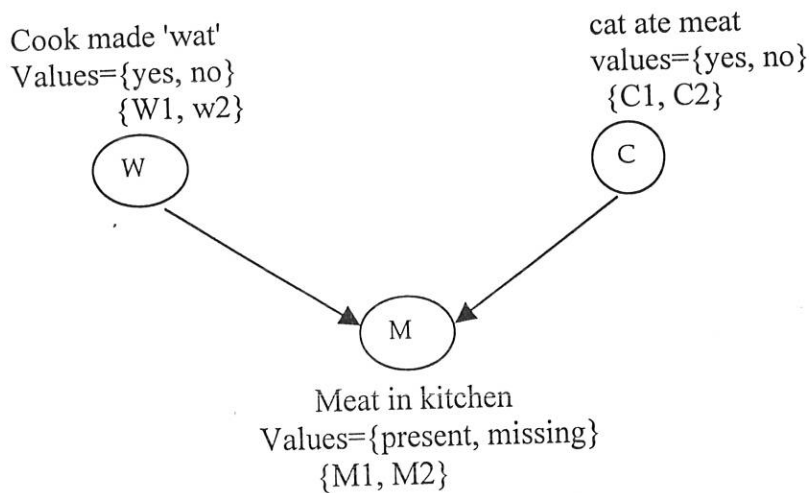 Cook made 'wat'
Values={yes, no}
{W1, w2}
W
cat ate meat
values={yes, no}
{C1, C2}
C
M
Meat in kitchen
Values={present, missing}
{M1, M2}